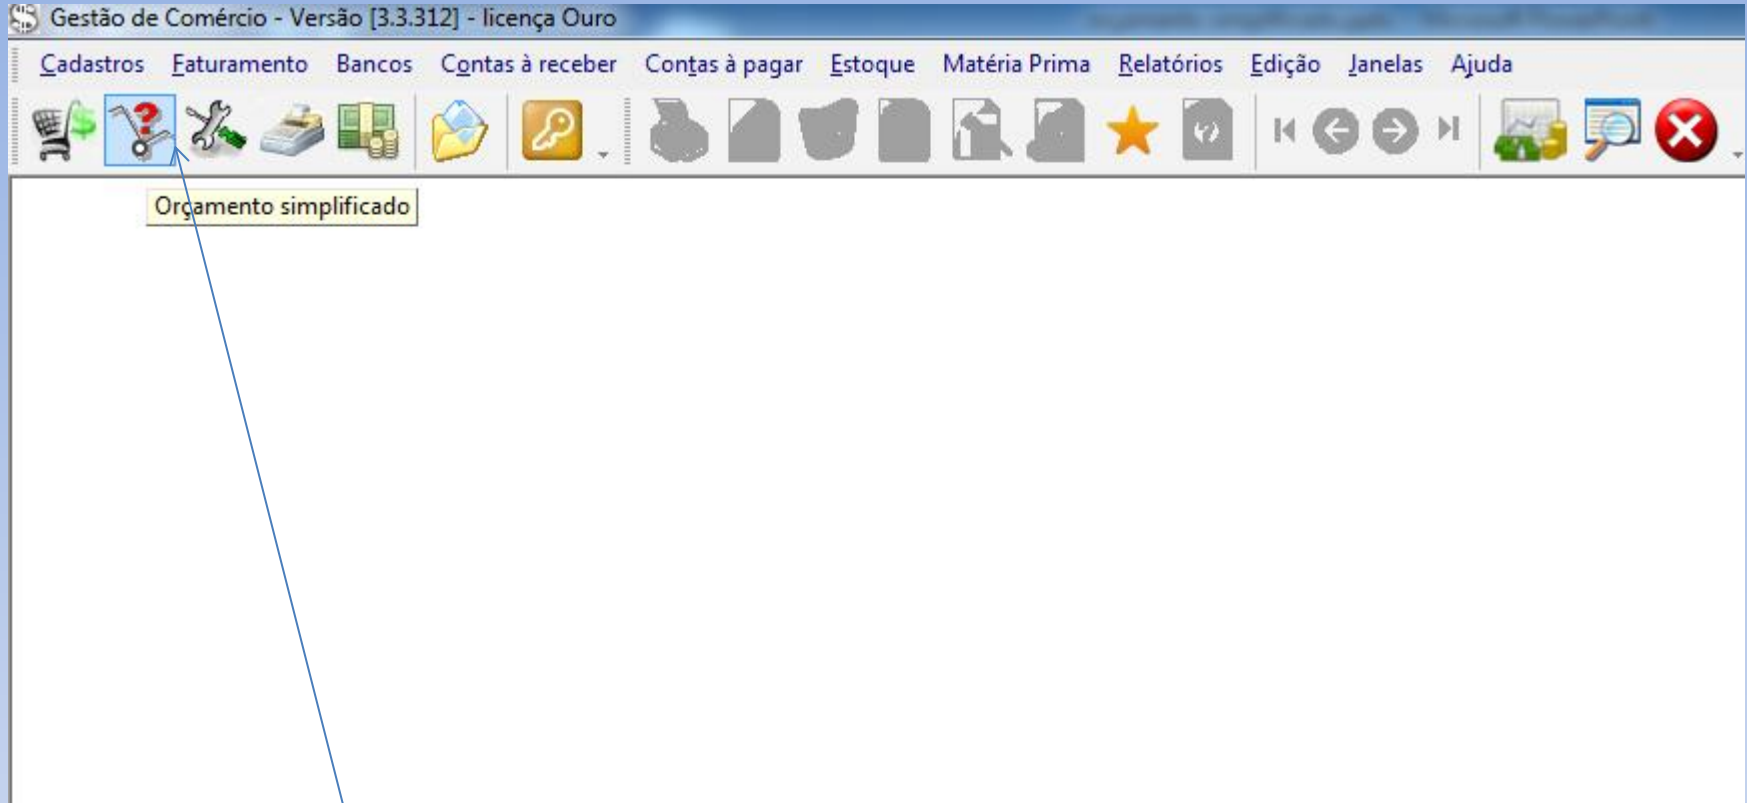 Gestão de Comércio - Versão [3.3.312] - licença Ouro
Cadastros Faturamento Bancos Contas à receber Contas à pagar Estoque Matéria Prima Relatórios Edição Janelas Ajuda
Orçamento simplificado